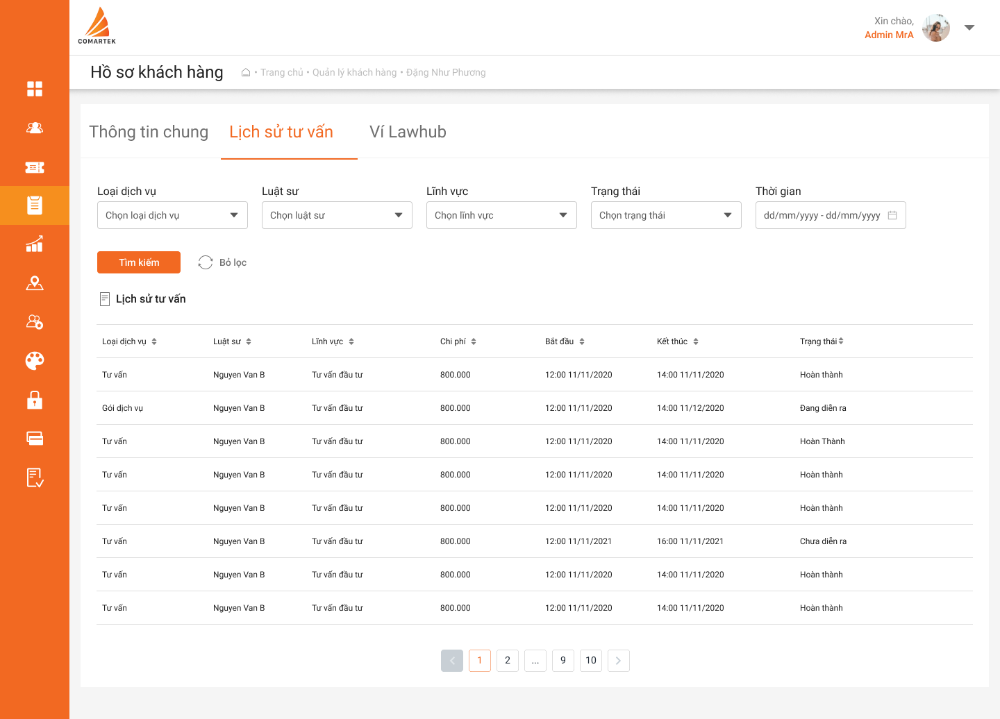 COMARTEK
Xin chào,
Admin MrA
Hồ sơ khách hàng
• Trang chủ • Quản lý khách hàng • Đặng Như Phương
Thông tin chung Lịch sử tư vấn Ví Lawhub
Loại dịch vụ Luật sư Lĩnh vực Trạng thái Thời gian
Chọn loại dịch vụ Chọn luật sư Chọn lĩnh vực Chọn trạng thái dd/mm/yyyy - dd/mm/yyyy
Tìm kiếm Bỏ lọc
Lịch sử tư vấn
Loại dịch vụ Luật sư Lĩnh vực Chi phí Bắt đầu Kết thúc Trạng thái
Tư vấn Nguyen Van B Tư vấn đầu tư 800.000 12:00 11/11/2020 14:00 11/11/2020 Hoàn thành
Gói dịch vụ Nguyen Van B Tư vấn đầu tư 800.000 12:00 11/11/2020 14:00 11/12/2020 Đang diễn ra
Tư vấn Nguyen Van B Tư vấn đầu tư 800.000 12:00 11/11/2020 14:00 11/11/2020 Hoàn Thành
Tư vấn Nguyen Van B Tư vấn đầu tư 800.000 12:00 11/11/2020 14:00 11/11/2020 Hoàn thành
Tư vấn Nguyen Van B Tư vấn đầu tư 800.000 12:00 11/11/2020 14:00 11/11/2020 Hoàn thành
Tư vấn Nguyen Van B Tư vấn đầu tư 800.000 12:00 11/11/2021 16:00 11/11/2021 Chưa diễn ra
Tư vấn Nguyen Van B Tư vấn đầu tư 800.000 12:00 11/11/2020 14:00 11/11/2020 Hoàn thành
Tư vấn Nguyen Van B Tư vấn đầu tư 800.000 12:00 11/11/2020 14:00 11/11/2020 Hoàn thành
1 2 ... 9 10